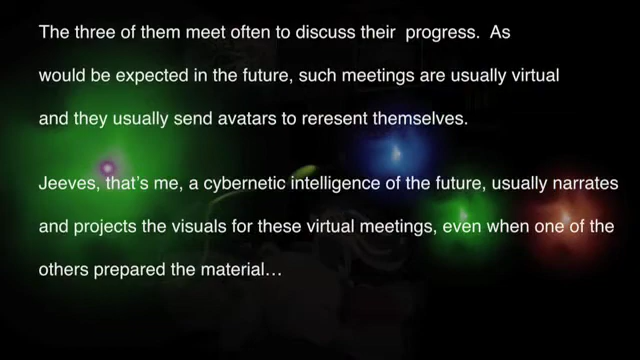 The three of them meet often to discuss their  progress.  As
would be expected in the future, such meetings are usually virtual
and they usually send avatars to reresent themselves.
Jeeves, that's me, a cybernetic intelligence of the future, usually narrates
and projects the visuals for these virtual meetings, even when one of the
others prepared the material…